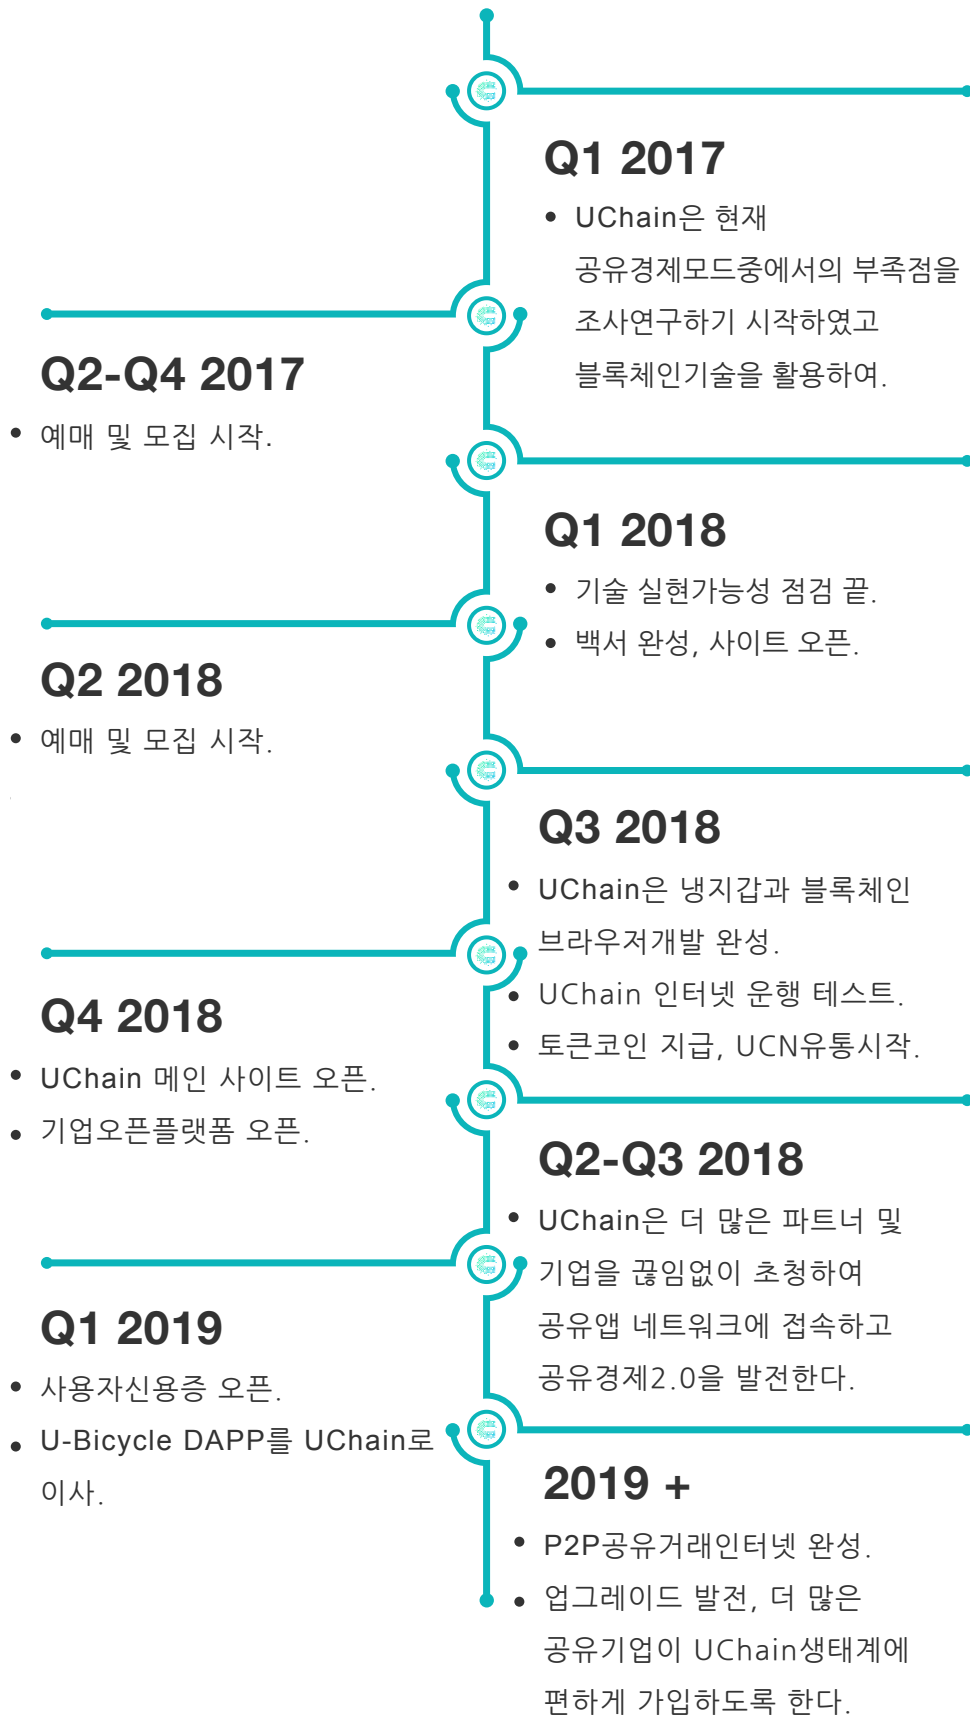 Q1 2017
• UChain은 현재
공유경제모드중에서의 부족점을
조사연구하기 시작하였고
블록체인기술을 활용하여.
Q2-Q4 2017
• 예매 및 모집 시작.
Q1 2018
• 기술 실현가능성 점검 끝.
• 백서 완성, 사이트 오픈.
Q2 2018
• 예매 및 모집 시작.
Q3 2018
• UChain은 냉지갑과 블록체인
브라우저개발 완성.
• UChain 인터넷 운행 테스트.
• 토큰코인 지급, UCN유통시작.
Q4 2018
• UChain 메인 사이트 오픈.
• 기업오픈플랫폼 오픈.
Q2-Q3 2018
• UChain은 더 많은 파트너 및
기업을 끊임없이 초청하여
공유앱 네트워크에 접속하고
공유경제2.0을 발전한다.
Q1 2019
• 사용자신용증 오픈.
• U-Bicycle DAPP를 UChain로
이사.
2019 +
• P2P공유거래인터넷 완성.
• 업그레이드 발전, 더 많은
공유기업이 UChain생태계에
편하게 가입하도록 한다.